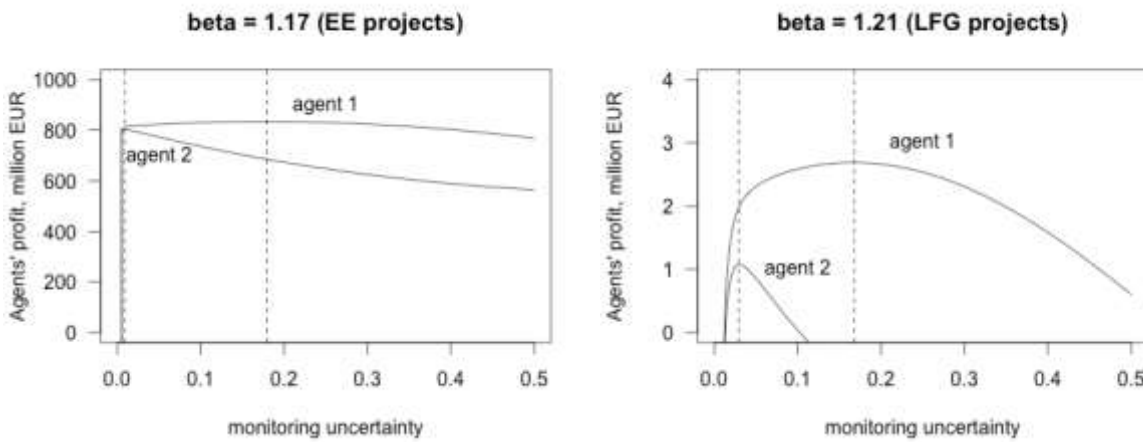 beta = 1.17 (EE projects)
Agents' profit, million EUR
1000
800
600
400
200
0
agent 1
agent 2
0.0 0.1 0.2 0.3 0.4 0.5
monitoring uncertainty
beta = 1.21 (LFG projects)
Agents' profit, million EUR
4
3
2
1
0
agent 1
agent 2
0.0 0.1 0.2 0.3 0.4 0.5
monitoring uncertainty